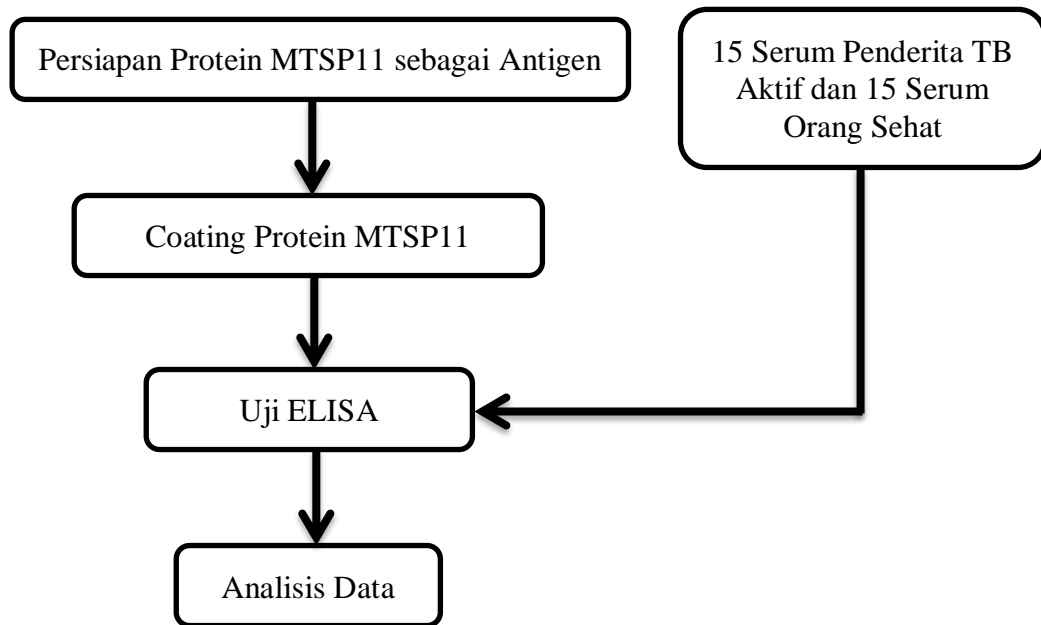 Persiapan Protein MTSP11 sebagai Antigen
15 Serum Penderita TB
Aktif dan 15 Serum
Orang Sehat
Coating Protein MTSP11
Uji ELISA
Analisis Data